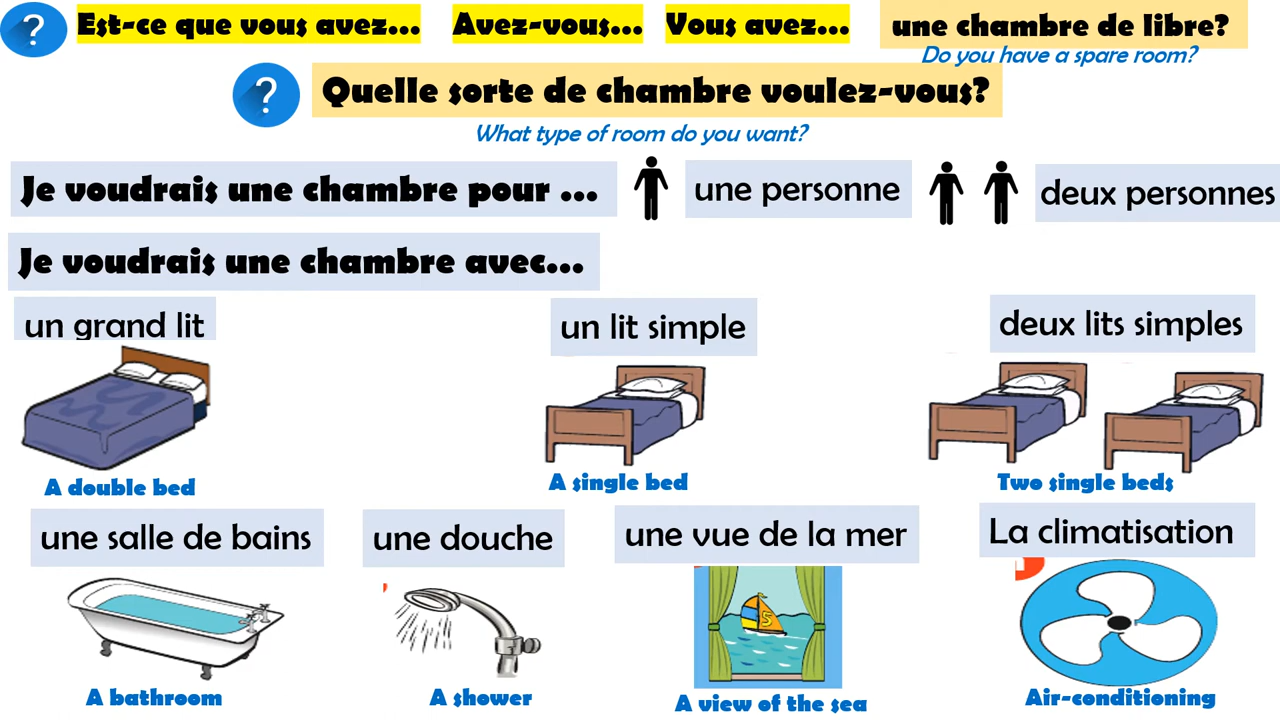 ? Est-ce que vous avez... Avez-vous... Vous avez... une chambre de libre?
Do you have a spare room?
? Quelle sorte de chambre voulez-vous?
What type of room do you want?
Je voudrais une chambre pour ... une personne deux personnes
Je voudrais une chambre avec...
un grand lit un lit simple deux lits simples
A double bed A single bed Two single beds
une salle de bains une douche une vue de la mer La climatisation
5
A bathroom A shower A view of the sea Air-conditioning